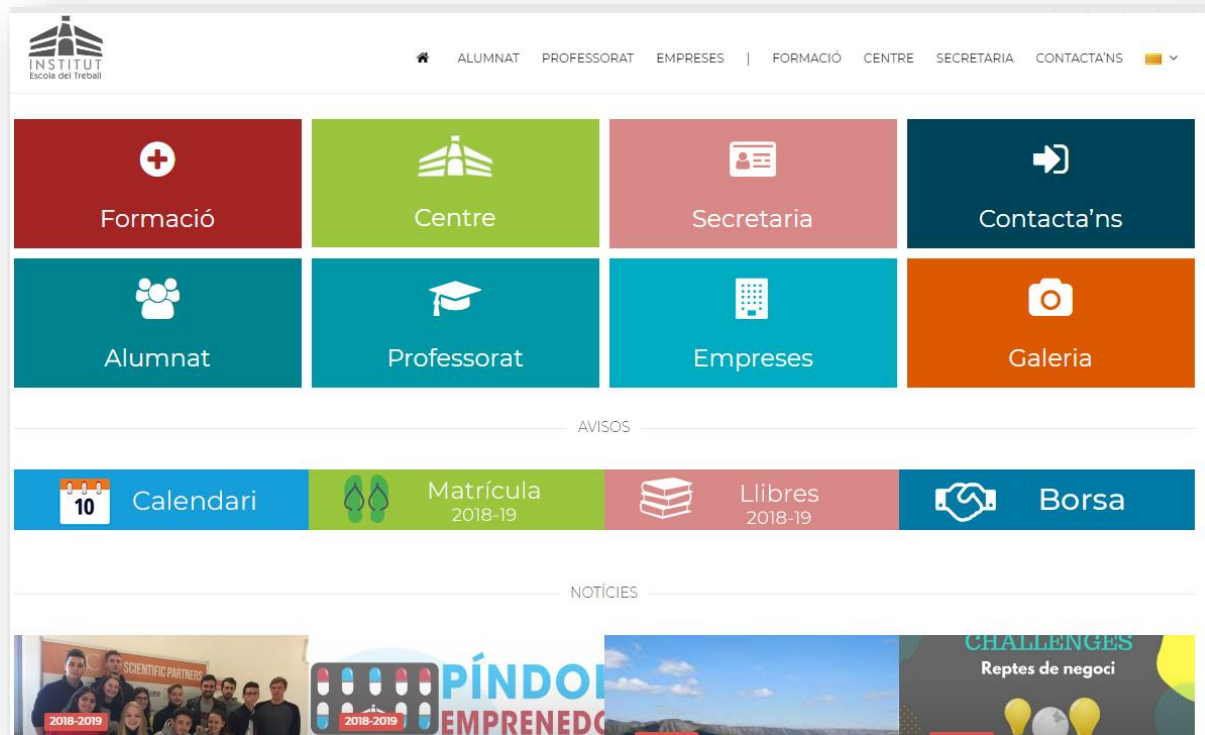 INSTITUT
Escola del Treball
ALUMNAT PROFESSORAT EMPRESES | FORMACIÓ CENTRE SECRETARIA CONTACTA'NS
Formació
Centre
Secretaria
Contacta'ns
Alumnat
Professorat
Empreses
Galeria
AVISOS
10
Calendari
Matrícula
2018-19
Llibres
2018-19
Borsa
NOTÍCIES
SCIENTIFIC PARTNERS
2018-2019
2018-2019
CHALLENGES
Reptes de negoci